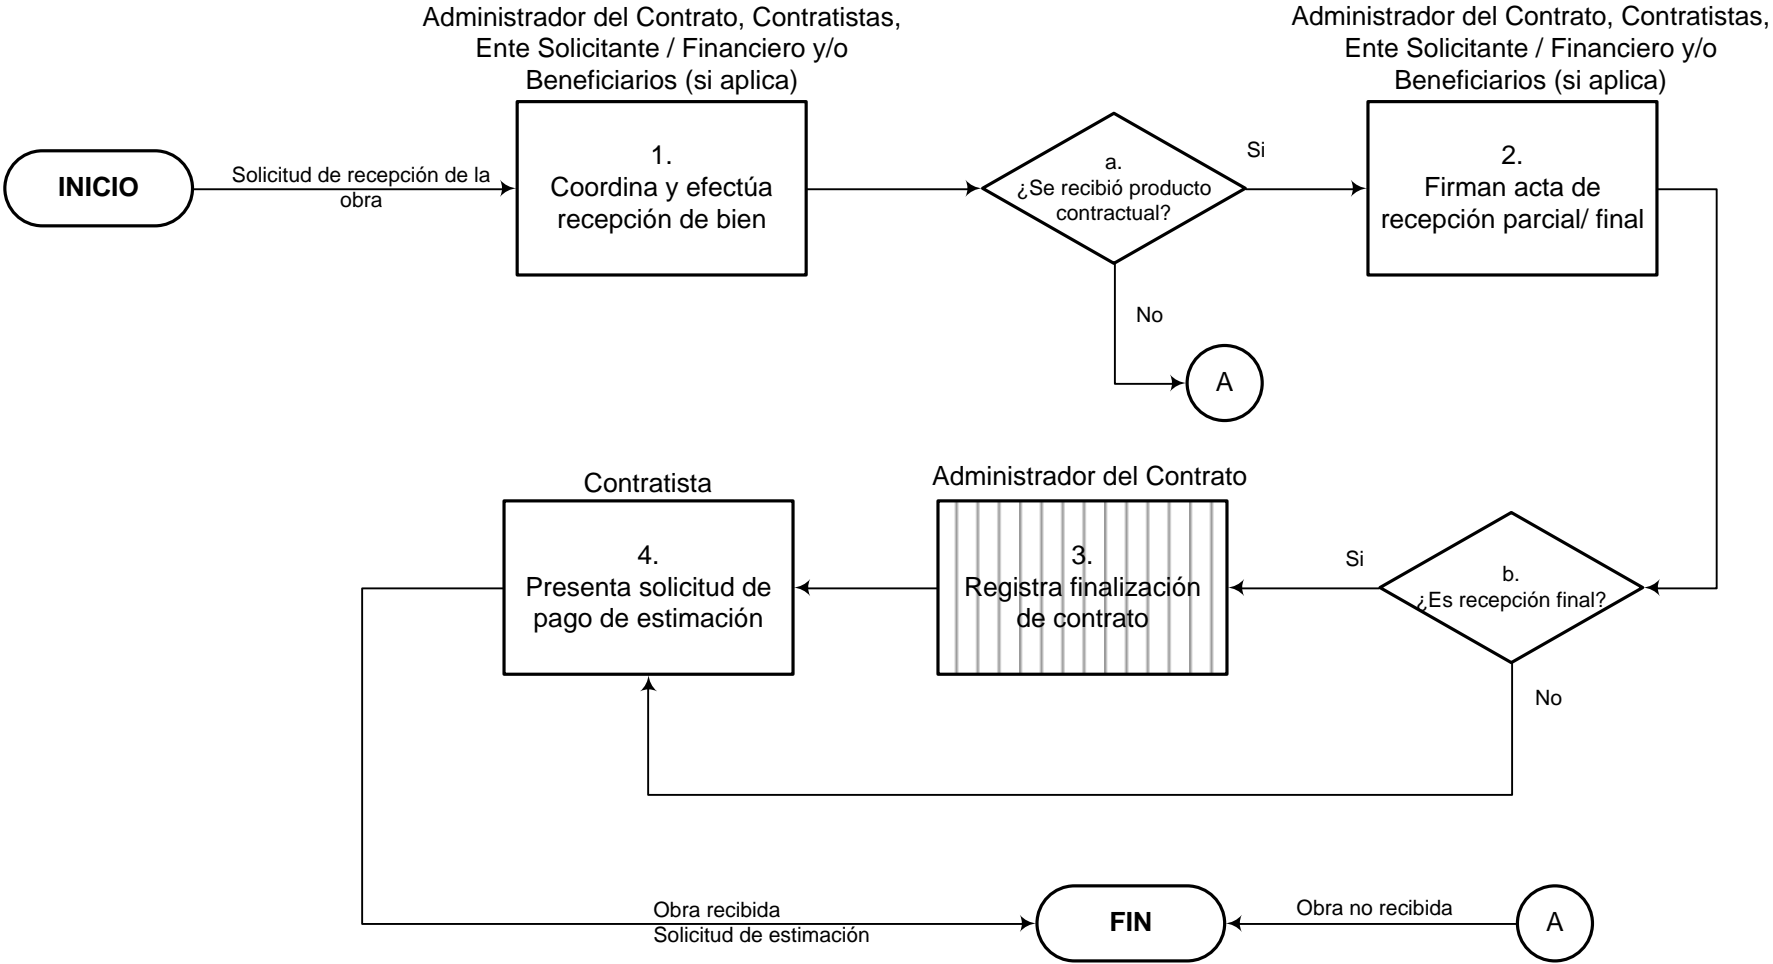 Administrador del Contrato, Contratistas,
Ente Solicitante / Financiero y/o
Beneficiarios (si aplica)
Administrador del Contrato, Contratistas,
Ente Solicitante / Financiero y/o
Beneficiarios (si aplica)
INICIO
Solicitud de recepción de la
obra
1.
Coordina y efectúa
recepción de bien
a.
¿Se recibió producto
contractual?
Si
2.
Firman acta de
recepción parcial/ final
No
A
Contratista
Administrador del Contrato
4.
Presenta solicitud de
pago de estimación
3.
Registra finalización
de contrato
Si
b.
¿Es recepción final?
No
Obra recibida
Solicitud de estimación
FIN
Obra no recibida
A